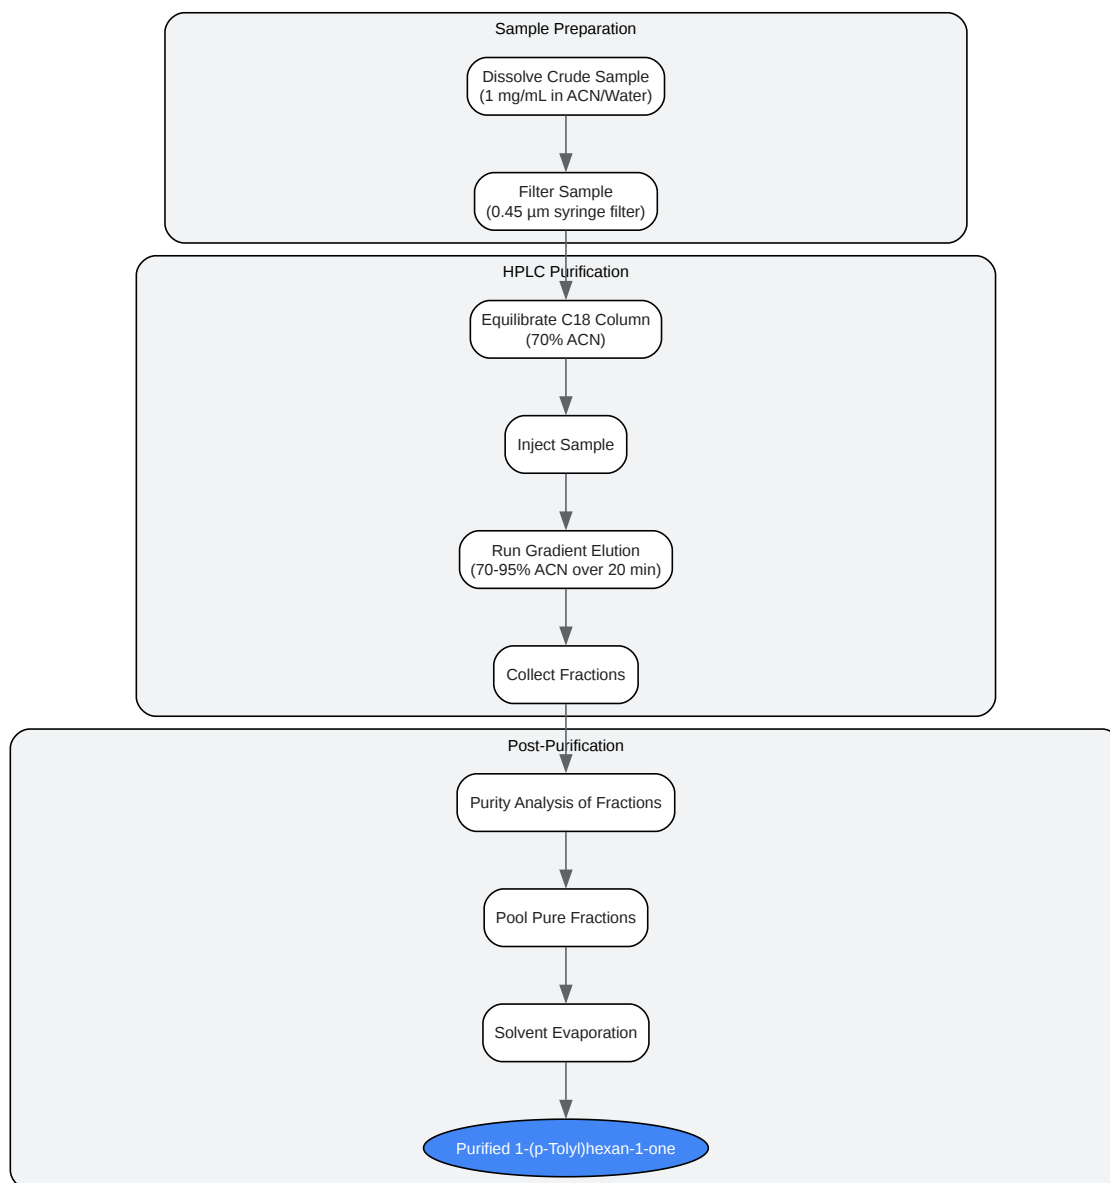 Sample Preparation
Dissolve Crude Sample
(1 mg/mL in ACN/Water)
Filter Sample
(0.45 µm syringe filter)
HPLC Purification
Equilibrate C18 Column
(70% ACN)
Inject Sample
Run Gradient Elution
(70-95% ACN over 20 min)
Collect Fractions
Post-Purification
Purity Analysis of Fractions
Pool Pure Fractions
Solvent Evaporation
Purified 1-(p-Tolyl)hexan-1-one